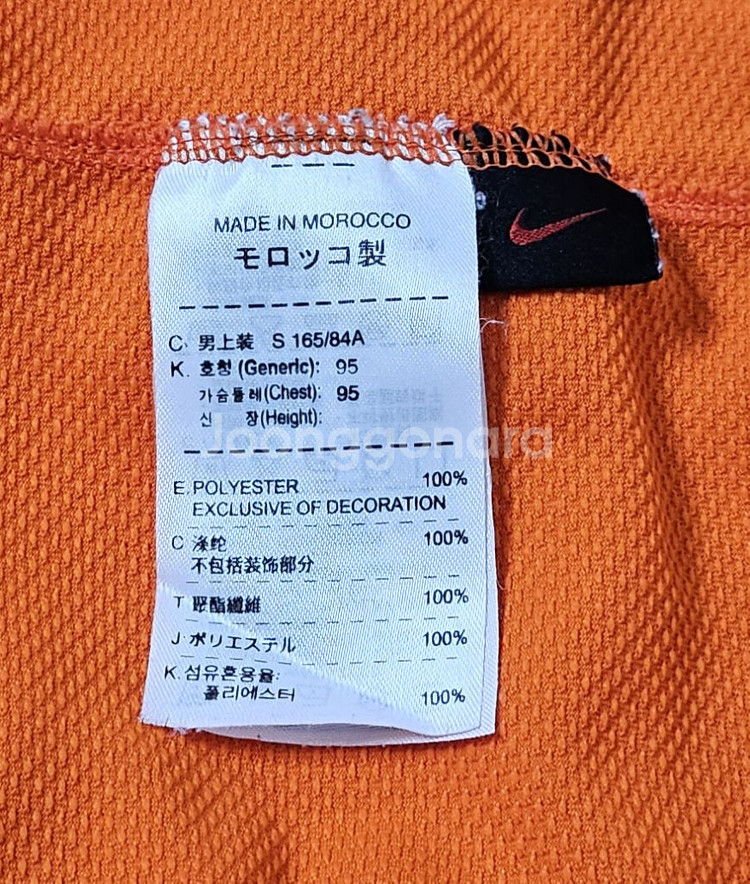 MADE IN MOROCCO
モロッコ製
C. 男上装 S 165/84A
K. 호칭 (Generic): 95
가슴둘레(Chest): 95
신 장(Height):
Joonggonara
E. POLYESTER 100%
EXCLUSIVE OF DECORATION
C 涤纶 100%
不包括装饰部分
T. 聚酯纖維 100%
J. ポリエステル 100%
K. 섬유혼용율:
폴리에스터 100%